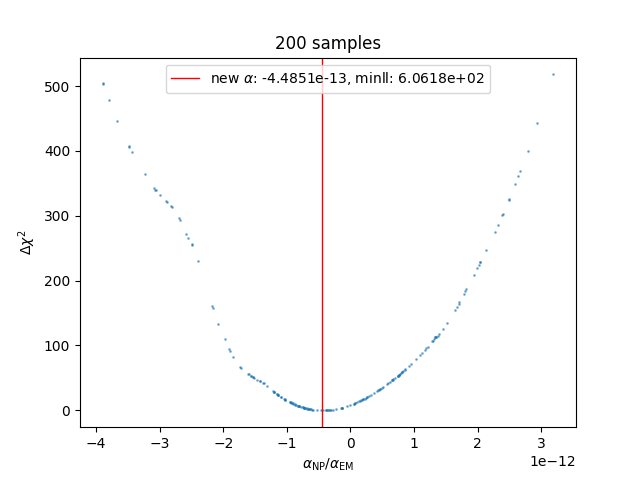 200 samples
new α: -4.4851e-13, minll: 6.0618e+02
Δχ²
500
400
300
200
100
0
−4 −3 −2 −1 0 1 2 3
1e−12
α_NP/α_EM